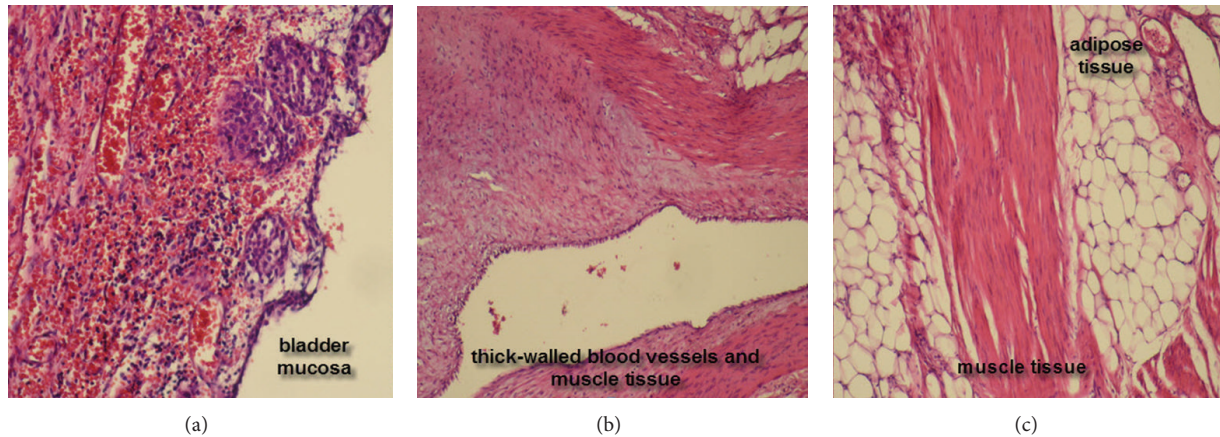 bladder
mucosa
thick-walled blood vessels and
muscle tissue
adipose
tissue
muscle tissue
(a)
(b)
(c)